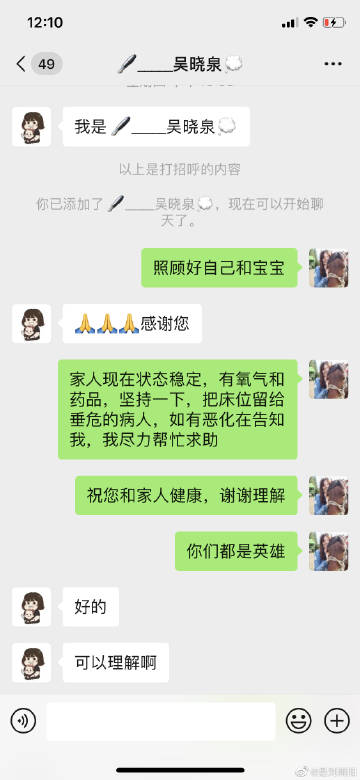 12:10
49
_____吴晓泉
我是 _____吴晓泉
以上是打招呼的内容
你已添加了 _____吴晓泉，现在可以开始聊
天了。
照顾好自己和宝宝
🙏🙏🙏感谢您
家人现在状态稳定，有氧气和
药品，坚持一下，把床位留给
垂危的病人，如有恶化在告知
我，我尽力帮忙求助
祝您和家人健康，谢谢理解
你们都是英雄
好的
可以理解啊